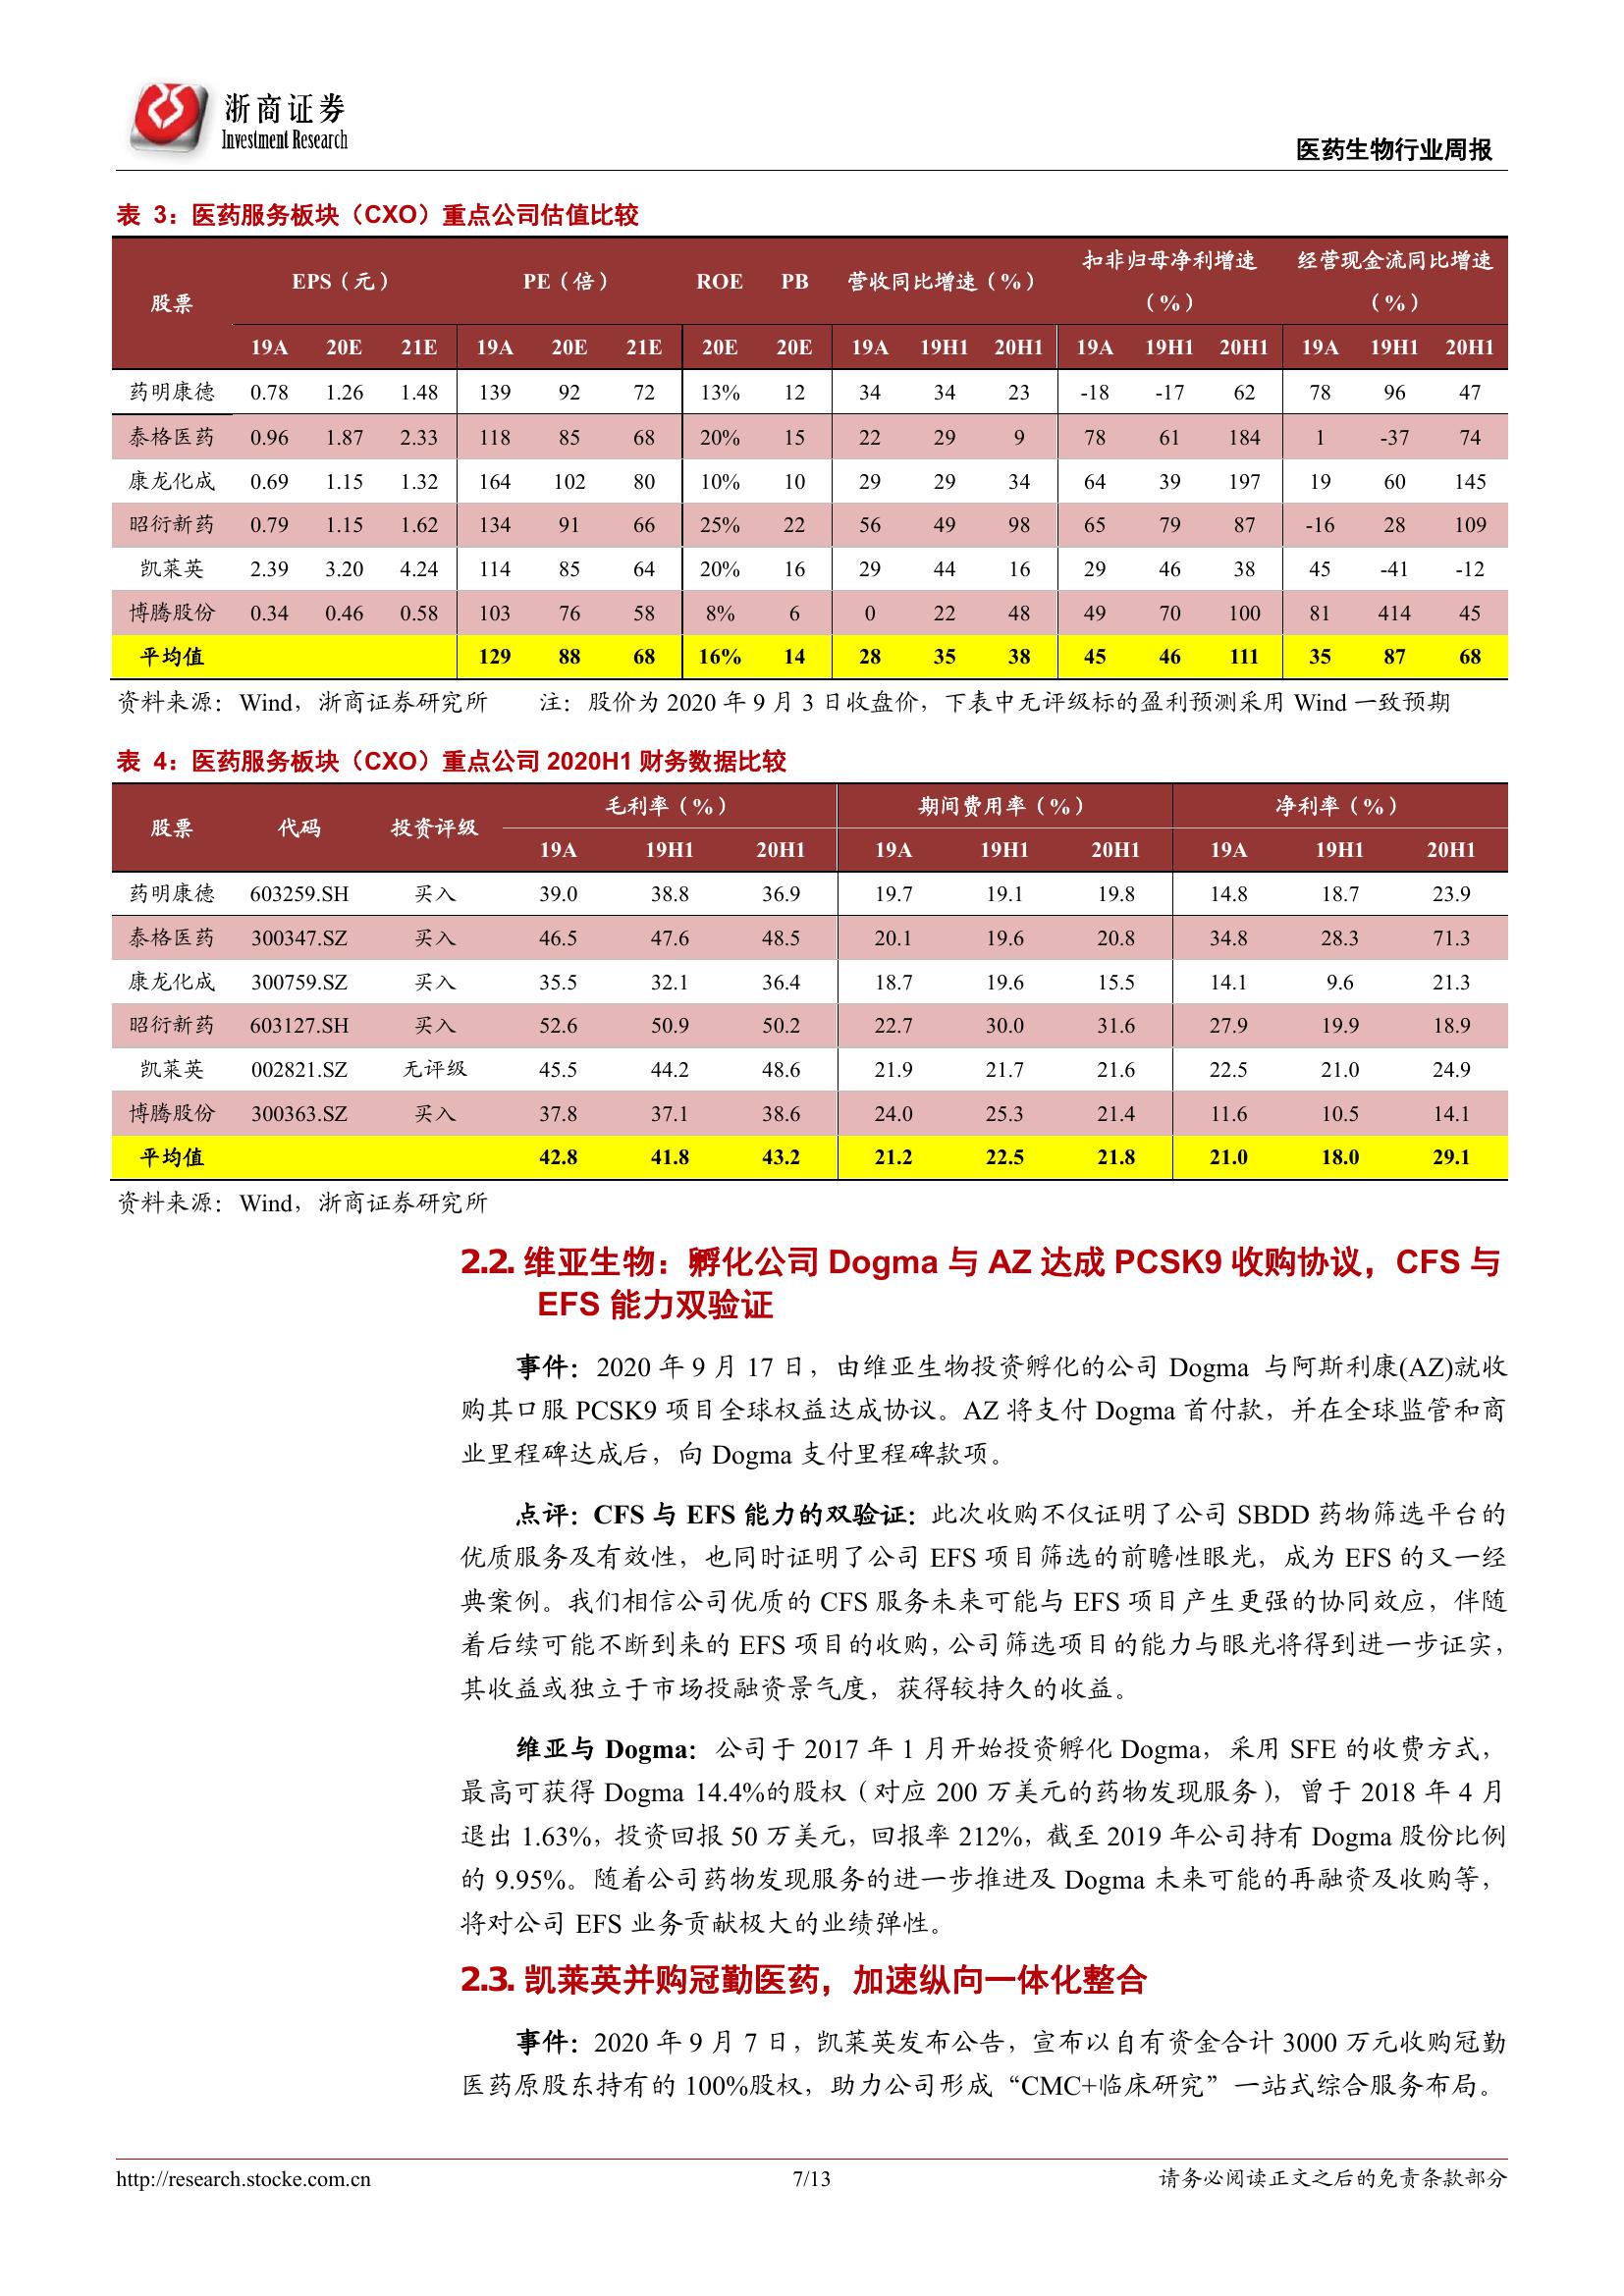 浙商证券
Investment Research
医药生物行业周报
表 3：医药服务板块（CXO）重点公司估值比较
股票 EPS（元） PE（倍） ROE PB 营收同比增速（%） 扣非归母净利增速（%） 经营现金流同比增速（%）
19A 20E 21E 19A 20E 21E 20E 20E 19A 19H1 20H1 19A 19H1 20H1 19A 19H1 20H1
药明康德 0.78 1.26 1.48 139 92 72 13% 12 34 34 23 -18 -17 62 78 96 47
泰格医药 0.96 1.87 2.33 118 85 68 20% 15 22 29 9 78 61 184 1 -37 74
康龙化成 0.69 1.15 1.32 164 102 80 10% 10 29 29 34 64 39 197 19 60 145
昭衍新药 0.79 1.15 1.62 134 91 66 25% 22 56 49 98 65 79 87 -16 28 109
凯莱英 2.39 3.20 4.24 114 85 64 20% 16 29 44 16 29 46 38 45 -41 -12
博腾股份 0.34 0.46 0.58 103 76 58 8% 6 0 22 48 49 70 100 81 414 45
平均值 129 88 68 16% 14 28 35 38 45 46 111 35 87 68
资料来源：Wind，浙商证券研究所 注：股价为 2020 年 9 月 3 日收盘价，下表中无评级标的盈利预测采用 Wind 一致预期
表 4：医药服务板块（CXO）重点公司 2020H1 财务数据比较
股票 代码 投资评级 毛利率（%） 期间费用率（%） 净利率（%）
19A 19H1 20H1 19A 19H1 20H1 19A 19H1 20H1
药明康德 603259.SH 买入 39.0 38.8 36.9 19.7 19.1 19.8 14.8 18.7 23.9
泰格医药 300347.SZ 买入 46.5 47.6 48.5 20.1 19.6 20.8 34.8 28.3 71.3
康龙化成 300759.SZ 买入 35.5 32.1 36.4 18.7 19.6 15.5 14.1 9.6 21.3
昭衍新药 603127.SH 买入 52.6 50.9 50.2 22.7 30.0 31.6 27.9 19.9 18.9
凯莱英 002821.SZ 无评级 45.5 44.2 48.6 21.9 21.7 21.6 22.5 21.0 24.9
博腾股份 300363.SZ 买入 37.8 37.1 38.6 24.0 25.3 21.4 11.6 10.5 14.1
平均值 42.8 41.8 43.2 21.2 22.5 21.8 21.0 18.0 29.1
资料来源：Wind，浙商证券研究所
2.2. 维亚生物：孵化公司 Dogma 与 AZ 达成 PCSK9 收购协议，CFS 与
EFS 能力双验证
事件：2020 年 9 月 17 日，由维亚生物投资孵化的公司 Dogma 与阿斯利康(AZ)就收
购其口服 PCSK9 项目全球权益达成协议。AZ 将支付 Dogma 首付款，并在全球监管和商
业里程碑达成后，向 Dogma 支付里程碑款项。
点评：CFS 与 EFS 能力的双验证：此次收购不仅证明了公司 SBDD 药物筛选平台的
优质服务及有效性，也同时证明了公司 EFS 项目筛选的前瞻性眼光，成为 EFS 的又一经
典案例。我们相信公司优质的 CFS 服务未来可能与 EFS 项目产生更强的协同效应，伴随
着后续可能不断到来的 EFS 项目的收购，公司筛选项目的能力与眼光将得到进一步证实，
其收益或独立于市场投融资景气度，获得较持久的收益。
维亚与 Dogma：公司于 2017 年 1 月开始投资孵化 Dogma，采用 SFE 的收费方式，
最高可获得 Dogma 14.4%的股权（对应 200 万美元的药物发现服务），曾于 2018 年 4 月
退出 1.63%，投资回报 50 万美元，回报率 212%，截至 2019 年公司持有 Dogma 股份比例
的 9.95%。随着公司药物发现服务的进一步推进及 Dogma 未来可能的再融资及收购等，
将对公司 EFS 业务贡献极大的业绩弹性。
2.3. 凯莱英并购冠勤医药，加速纵向一体化整合
事件：2020 年 9 月 7 日，凯莱英发布公告，宣布以自有资金合计 3000 万元收购冠勤
医药原股东持有的 100%股权，助力公司形成“CMC+临床研究”一站式综合服务布局。
http://research.stocke.com.cn 7/13 请务必阅读正文之后的免责条款部分